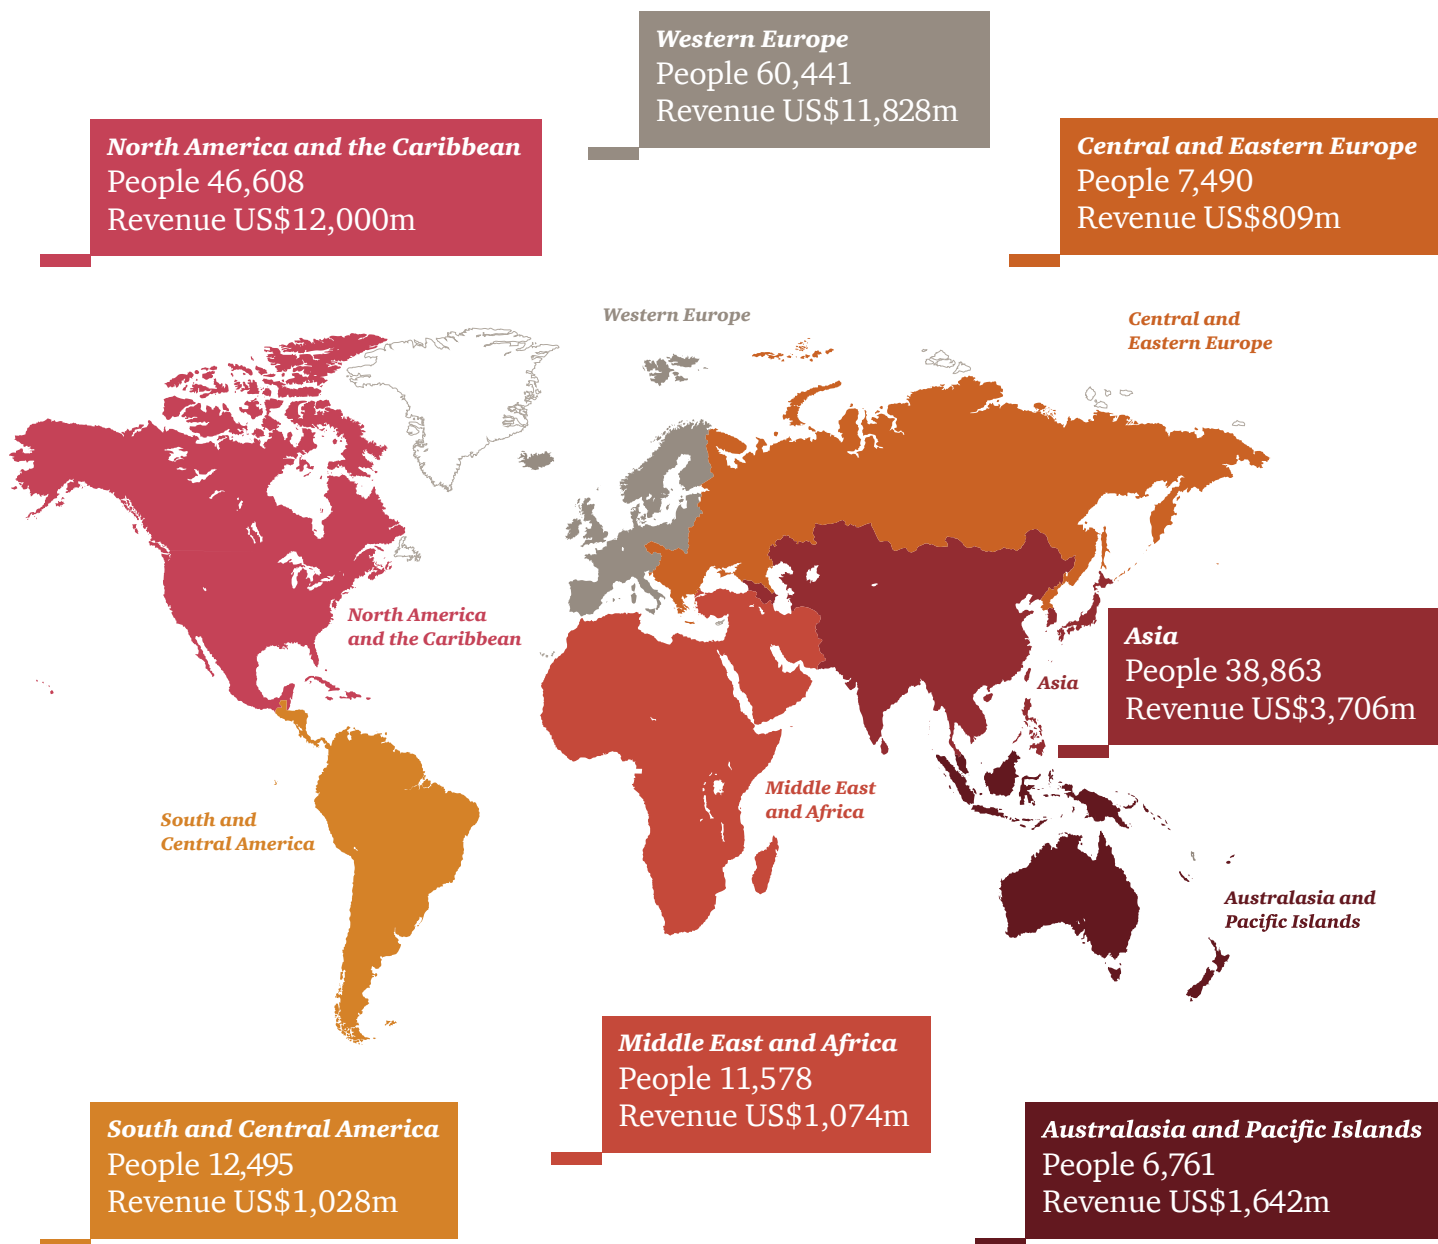 Western Europe
People 60,441
Revenue US$11,828m
North America and the Caribbean
People 46,608
Revenue US$12,000m
Central and Eastern Europe
People 7,490
Revenue US$809m
Western Europe
Central and
Eastern Europe
North America
and the Caribbean
Asia
People 38,863
Revenue US$3,706m
Asia
Middle East
and Africa
South and
Central America
Australasia and
Pacific Islands
Middle East and Africa
People 11,578
Revenue US$1,074m
South and Central America
People 12,495
Revenue US$1,028m
Australasia and Pacific Islands
People 6,761
Revenue US$1,642m